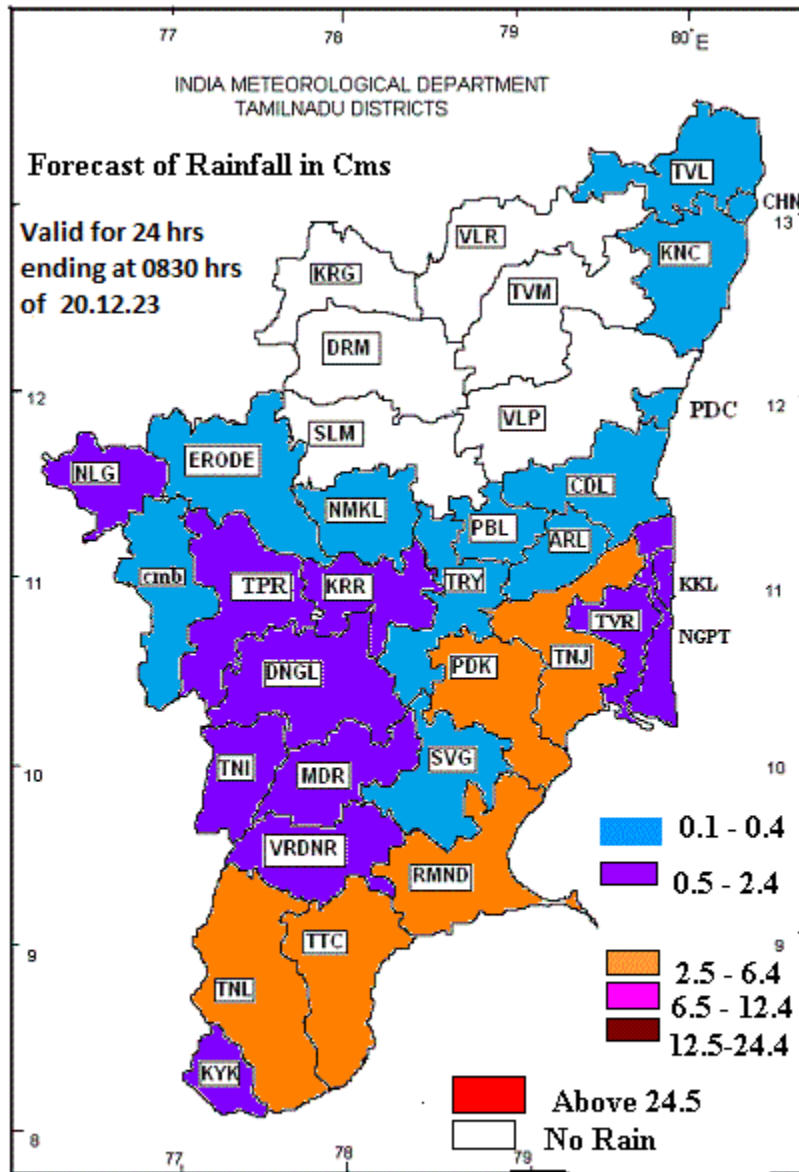 77 78 79 80°E
INDIA METEOROLOGICAL DEPARTMENT
TAMILNADU DISTRICTS
Forecast of Rainfall in Cms
Valid for 24 hrs
ending at 0830 hrs
of 20.12.23
TVL
CHN
13
VLR
KNC
KRG
TVM
DRM
12
12
PDC
VLP
SLM
ERODE
NLG
CDL
NMKL
PBL
ARL
11
cmb
TPR
KRR
TRY
KKL
11
TVR
NGPT
DNGL
PDK
TNJ
10
TNI
MDR
SVG
10
0.1 - 0.4
VRDNR
RMND
0.5 - 2.4
9
TTC
9
2.5 - 6.4
TNL
6.5 - 12.4
12.5-24.4
KYK
Above 24.5
8
No Rain
77 78 79